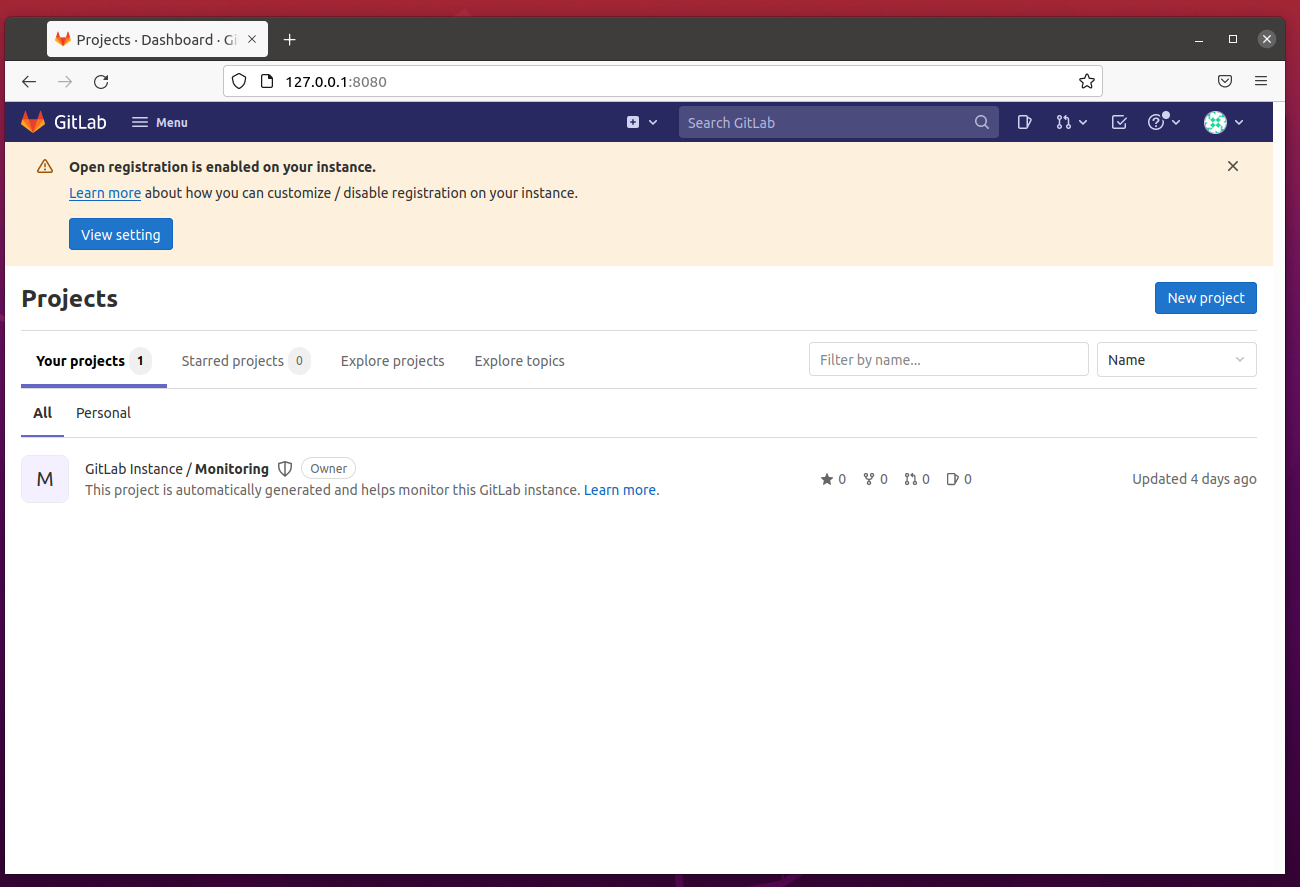 Projects · Dashboard · Gi
127.0.0.1:8080
GitLab Menu Search GitLab
Open registration is enabled on your instance.
Learn more about how you can customize / disable registration on your instance.
View setting
Projects New project
Your projects 1 Starred projects 0 Explore projects Explore topics Filter by name... Name
All Personal
M
GitLab Instance / Monitoring Owner
This project is automatically generated and helps monitor this GitLab instance. Learn more.
0 0 0 0 Updated 4 days ago